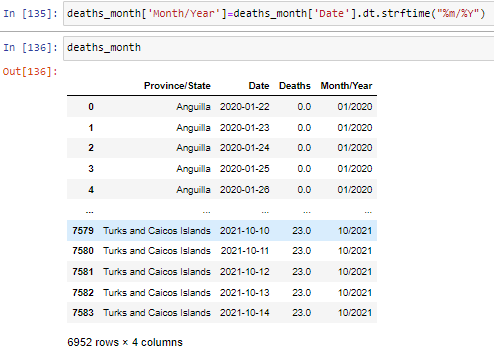 In [135]: deaths_month['Month/Year']=deaths_month['Date'].dt.strftime("%m/%Y")
In [136]: deaths_month
Out[136]:
Province/State Date Deaths Month/Year
0 Anguilla 2020-01-22 0.0 01/2020
1 Anguilla 2020-01-23 0.0 01/2020
2 Anguilla 2020-01-24 0.0 01/2020
3 Anguilla 2020-01-25 0.0 01/2020
4 Anguilla 2020-01-26 0.0 01/2020
... ... ... ... ...
7579 Turks and Caicos Islands 2021-10-10 23.0 10/2021
7580 Turks and Caicos Islands 2021-10-11 23.0 10/2021
7581 Turks and Caicos Islands 2021-10-12 23.0 10/2021
7582 Turks and Caicos Islands 2021-10-13 23.0 10/2021
7583 Turks and Caicos Islands 2021-10-14 23.0 10/2021
6952 rows × 4 columns